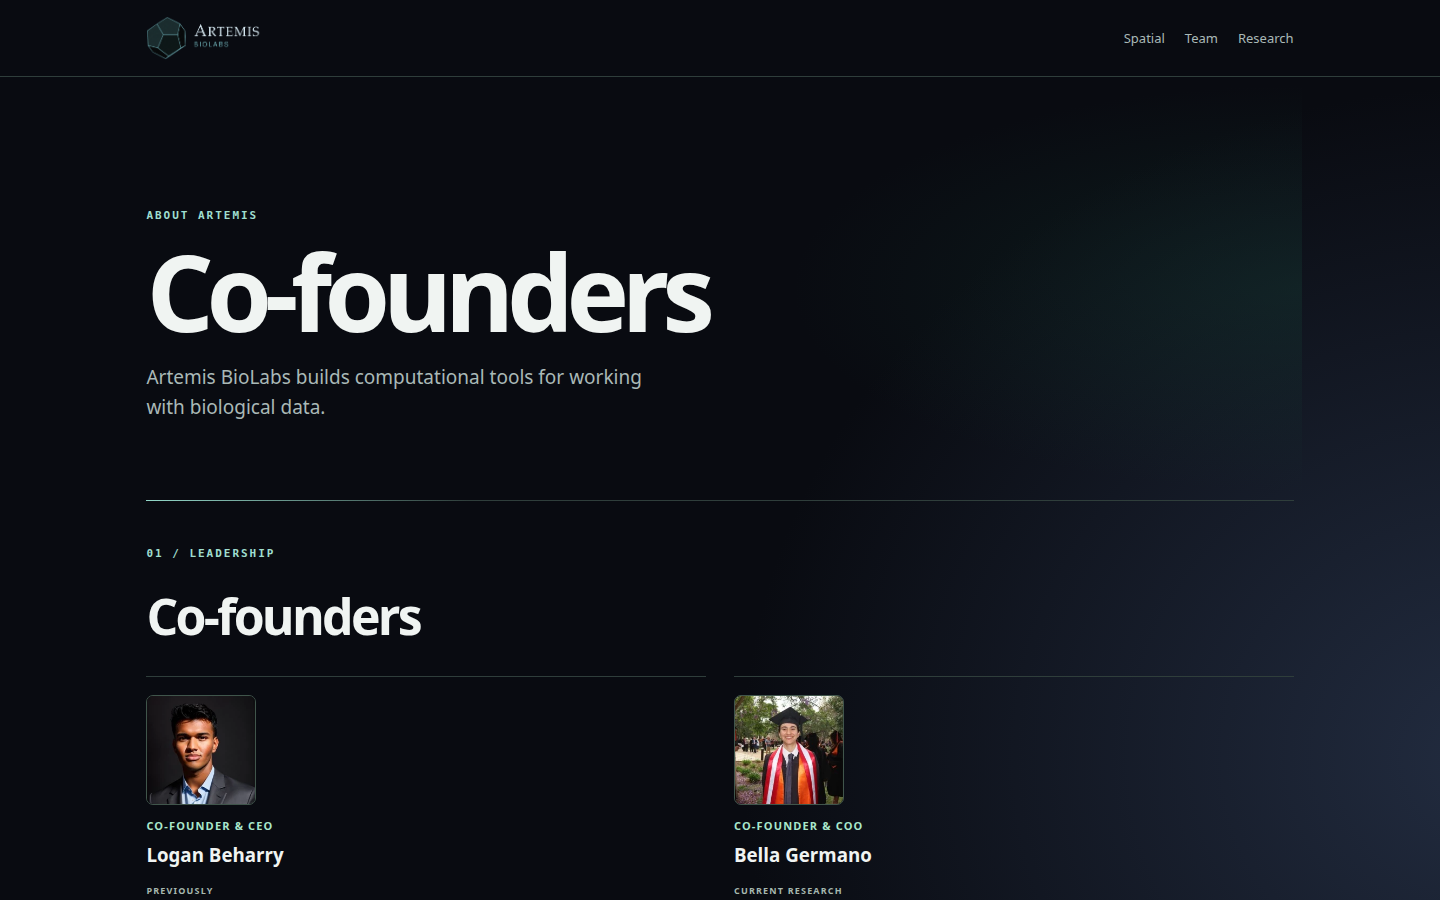 Artemis
BIOLABS
Spatial Team Research
ABOUT ARTEMIS
Co-founders
Artemis BioLabs builds computational tools for working
with biological data.
01 / LEADERSHIP
Co-founders
CO-FOUNDER & CEO
Logan Beharry
PREVIOUSLY
CO-FOUNDER & COO
Bella Germano
CURRENT RESEARCH